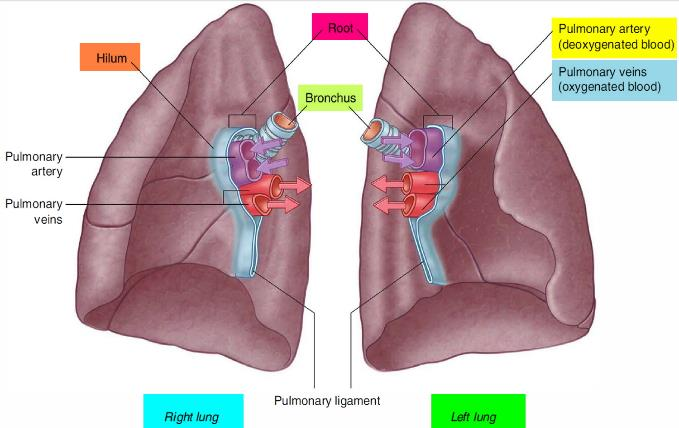 Root
Hilum
Pulmonary artery
(deoxygenated blood)
Pulmonary veins
(oxygenated blood)
Bronchus
Pulmonary
artery
Pulmonary
veins
Pulmonary ligament
Right lung
Left lung